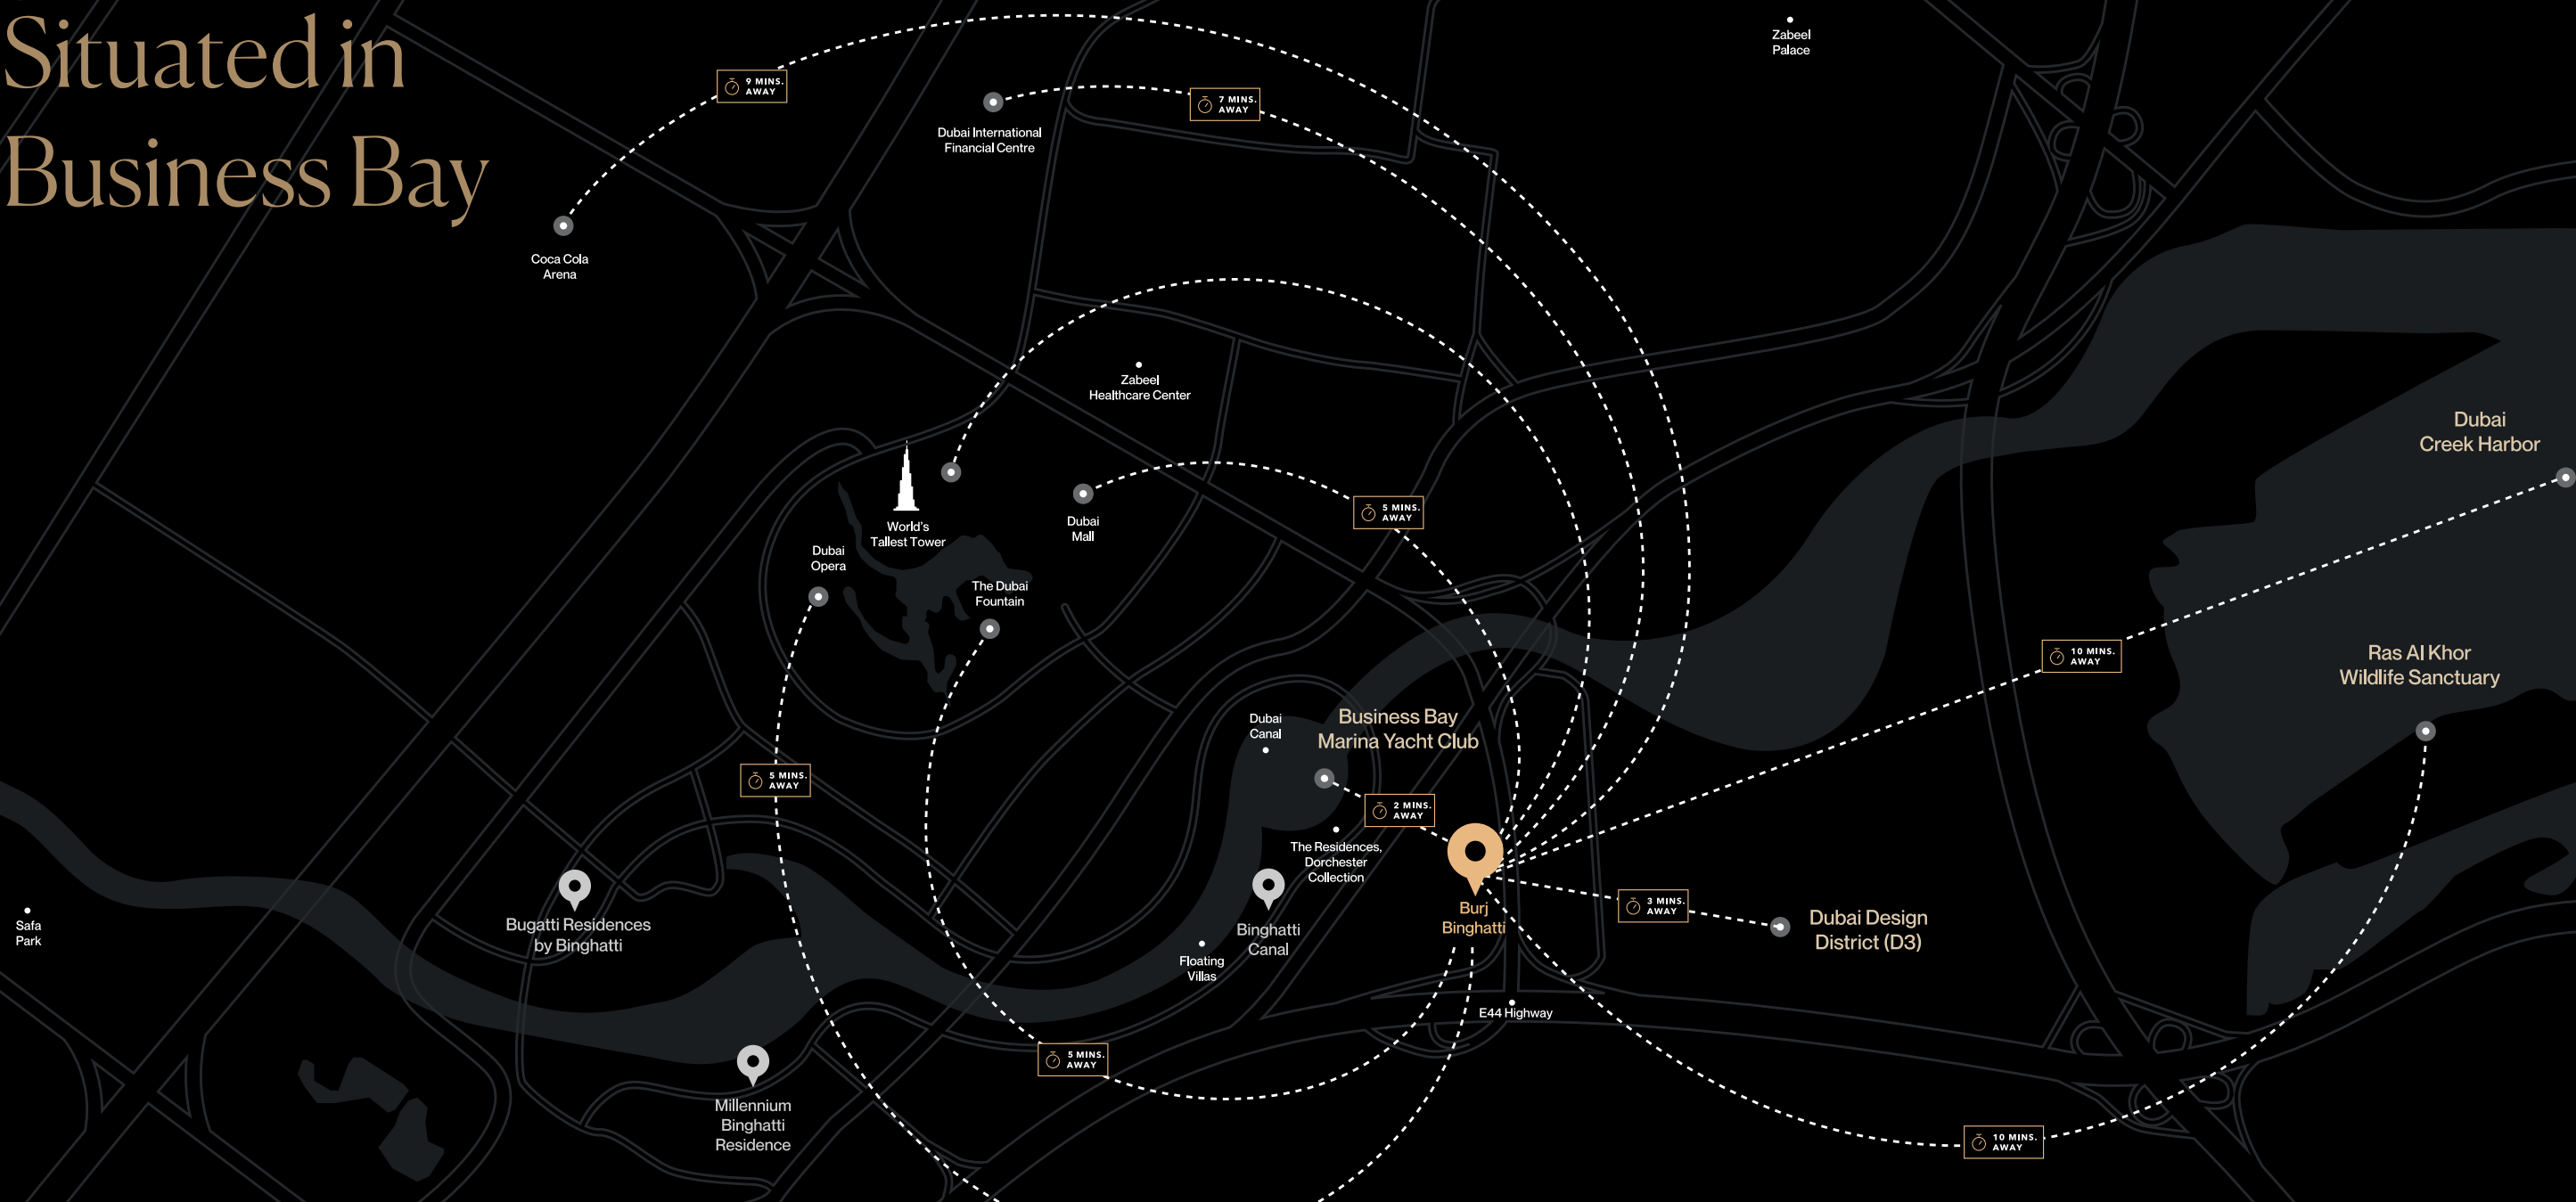 Situated in
Business Bay
Zabeel
Palace
9 MINS.
AWAY
7 MINS.
AWAY
Dubai International
Financial Centre
Coca Cola
Arena
Zabeel
Healthcare Center
Dubai
Creek Harbor
World's
Tallest Tower
Dubai
Mall
5 MINS.
AWAY
Dubai
Opera
The Dubai
Fountain
10 MINS.
AWAY
Ras Al Khor
Wildlife Sanctuary
Dubai
Canal
Business Bay
Marina Yacht Club
5 MINS.
AWAY
2 MINS.
AWAY
The Residences,
Dorchester
Collection
Burj
Binghatti
3 MINS.
AWAY
Dubai Design
District (D3)
Safa
Park
Bugatti Residences
by Binghatti
Binghatti
Canal
Floating
Villas
E44 Highway
5 MINS.
AWAY
Millennium
Binghatti
Residence
10 MINS.
AWAY